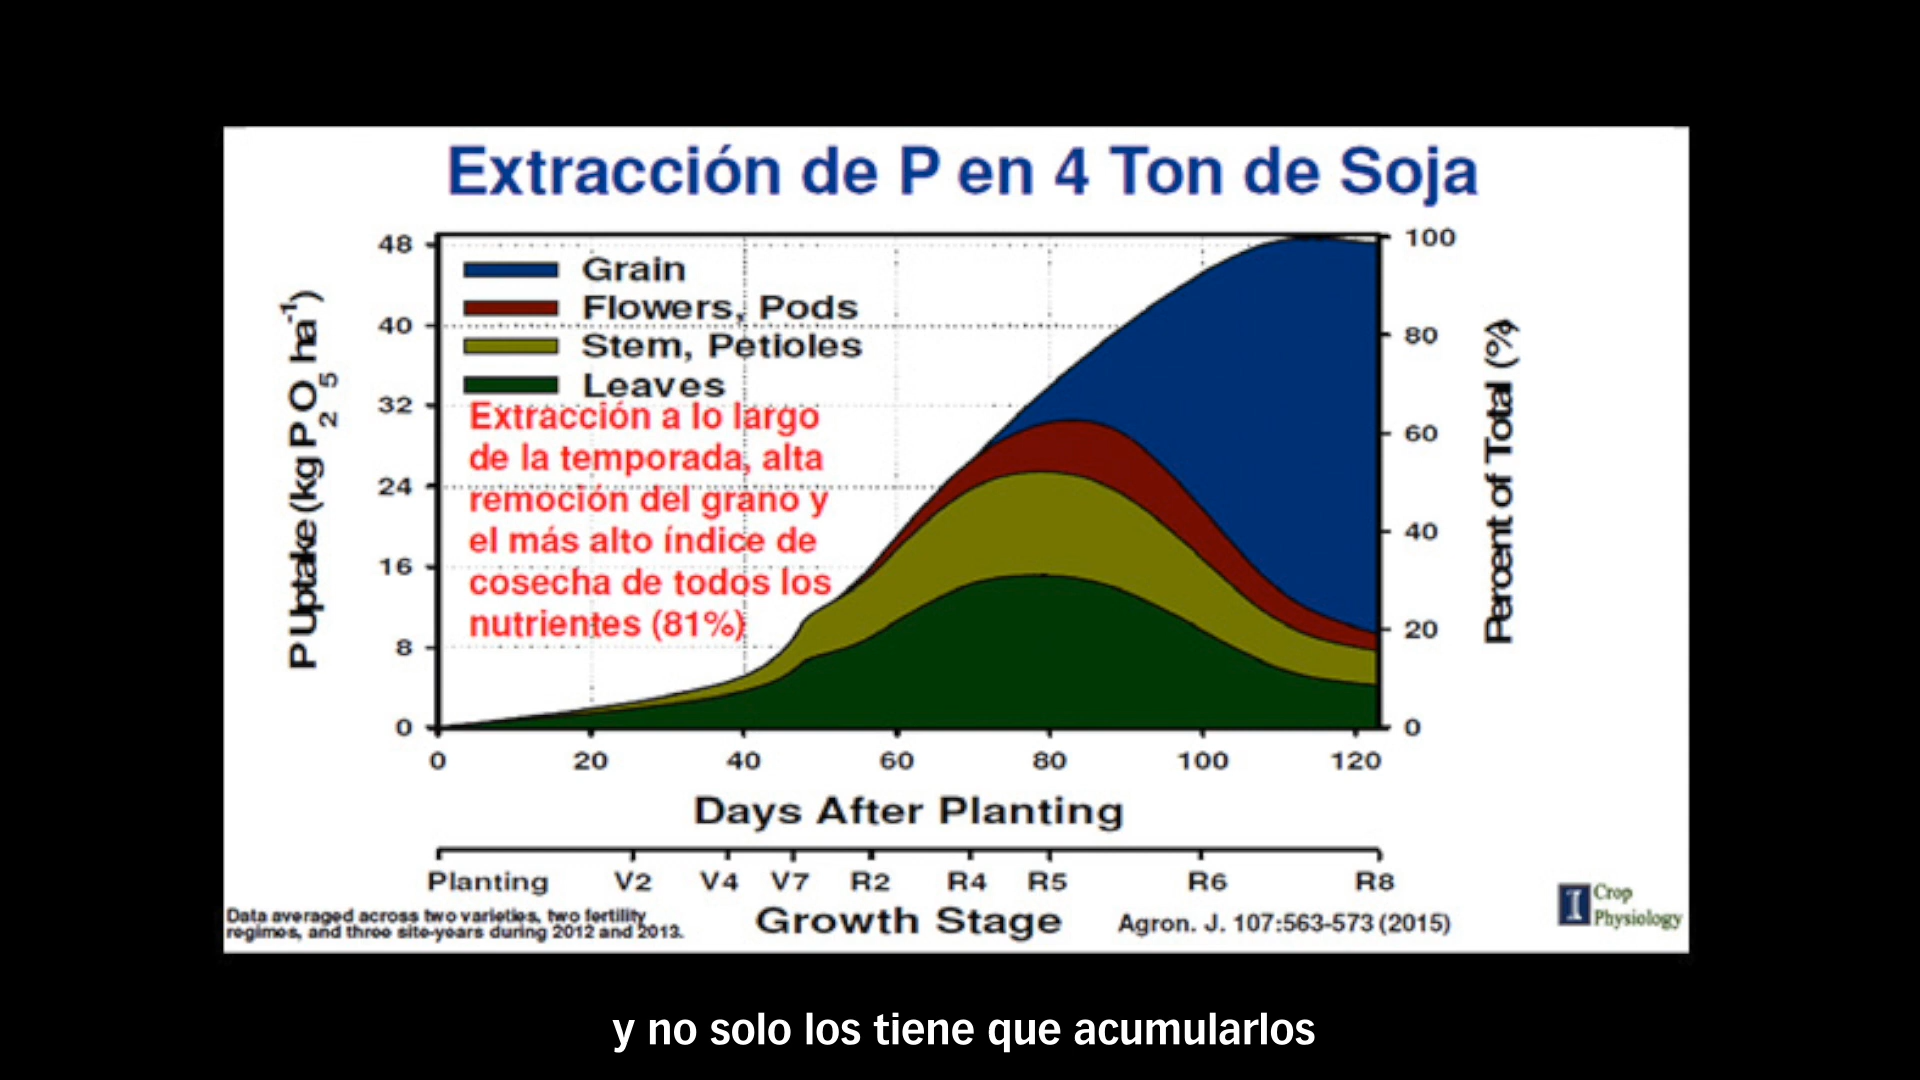 Extracción de P en 4 Ton de Soja
48
40
32
24
16
8
0
P Uptake (kg P2O5 ha-1)
Grain
Flowers, Pods
Stem, Petioles
Leaves
Extracción a lo largo
de la temporada, alta
remoción del grano y
el más alto índice de
cosecha de todos los
nutrientes (81%)
100
80
60
40
20
0
Percent of Total (%)
0 20 40 60 80 100 120
Days After Planting
Planting V2 V4 V7 R2 R4 R5 R6 R8
Growth Stage
Data averaged across two varieties, two fertility
regimes, and three site-years during 2012 and 2013.
Agron. J. 107:563-573 (2015)
I Crop
Physiology
y no solo los tiene que acumularlos